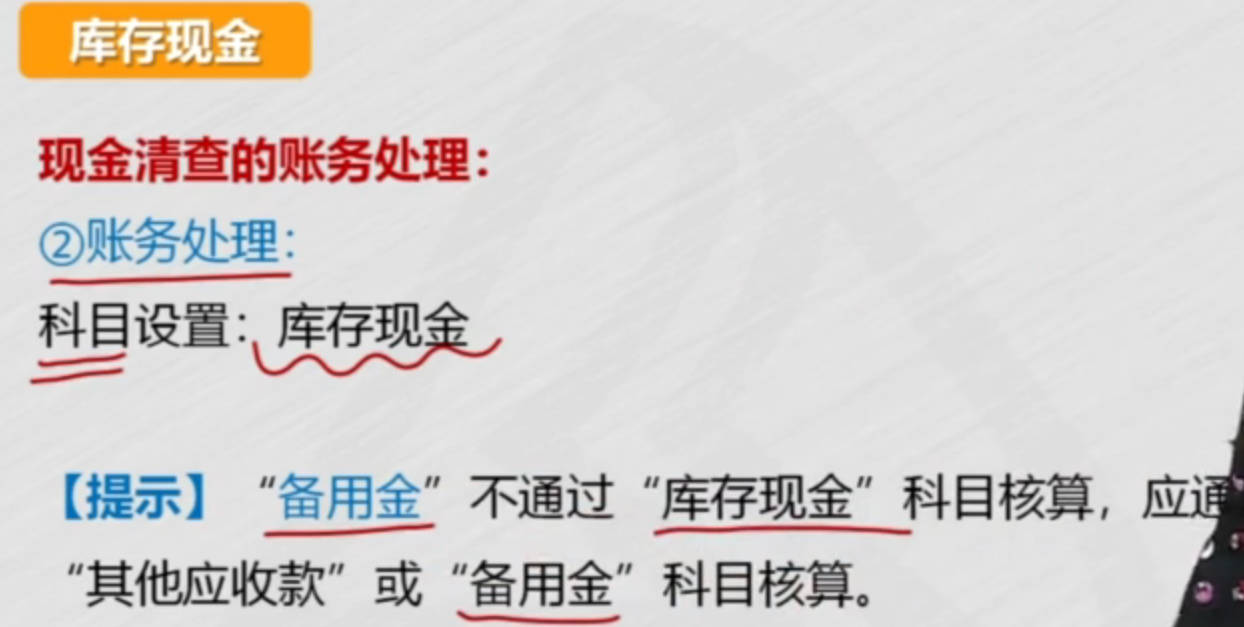 库存现金
现金清查的账务处理：
②账务处理：
科目设置：库存现金
【提示】“备用金”不通过“库存现金”科目核算，应通
“其他应收款”或“备用金”科目核算。